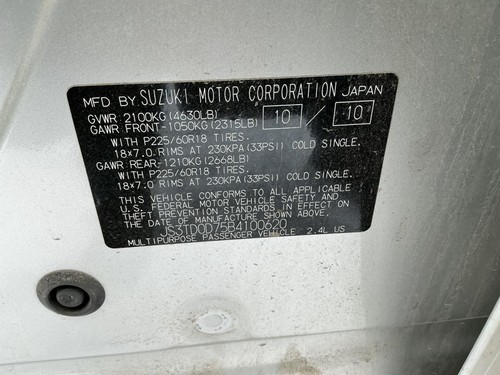 MFD BY SUZUKI MOTOR CORPORATION JAPAN
GVWR 2100KG(4630LB) 10 / 10
GAWR FRONT-1050KG(2315LB)
WITH P225/60R18 TIRES.
18x7.0 RIMS AT 230KPA(33PSI) COLD SINGLE.
GAWR REAR-1210KG(2668LB)
WITH P225/60R18 TIRES.
18x7.0 RIMS AT 230KPA(33PSI) COLD SINGLE.
THIS VEHICLE CONFORMS TO ALL APPLICABLE
U.S. FEDERAL MOTOR VEHICLE SAFETY AND
THEFT PREVENTION STANDARDS IN EFFECT ON
THE DATE OF MANUFACTURE SHOWN ABOVE.
JS3TD0D75B4100620
MULTIPURPOSE PASSENGER VEHICLE 2.4L US